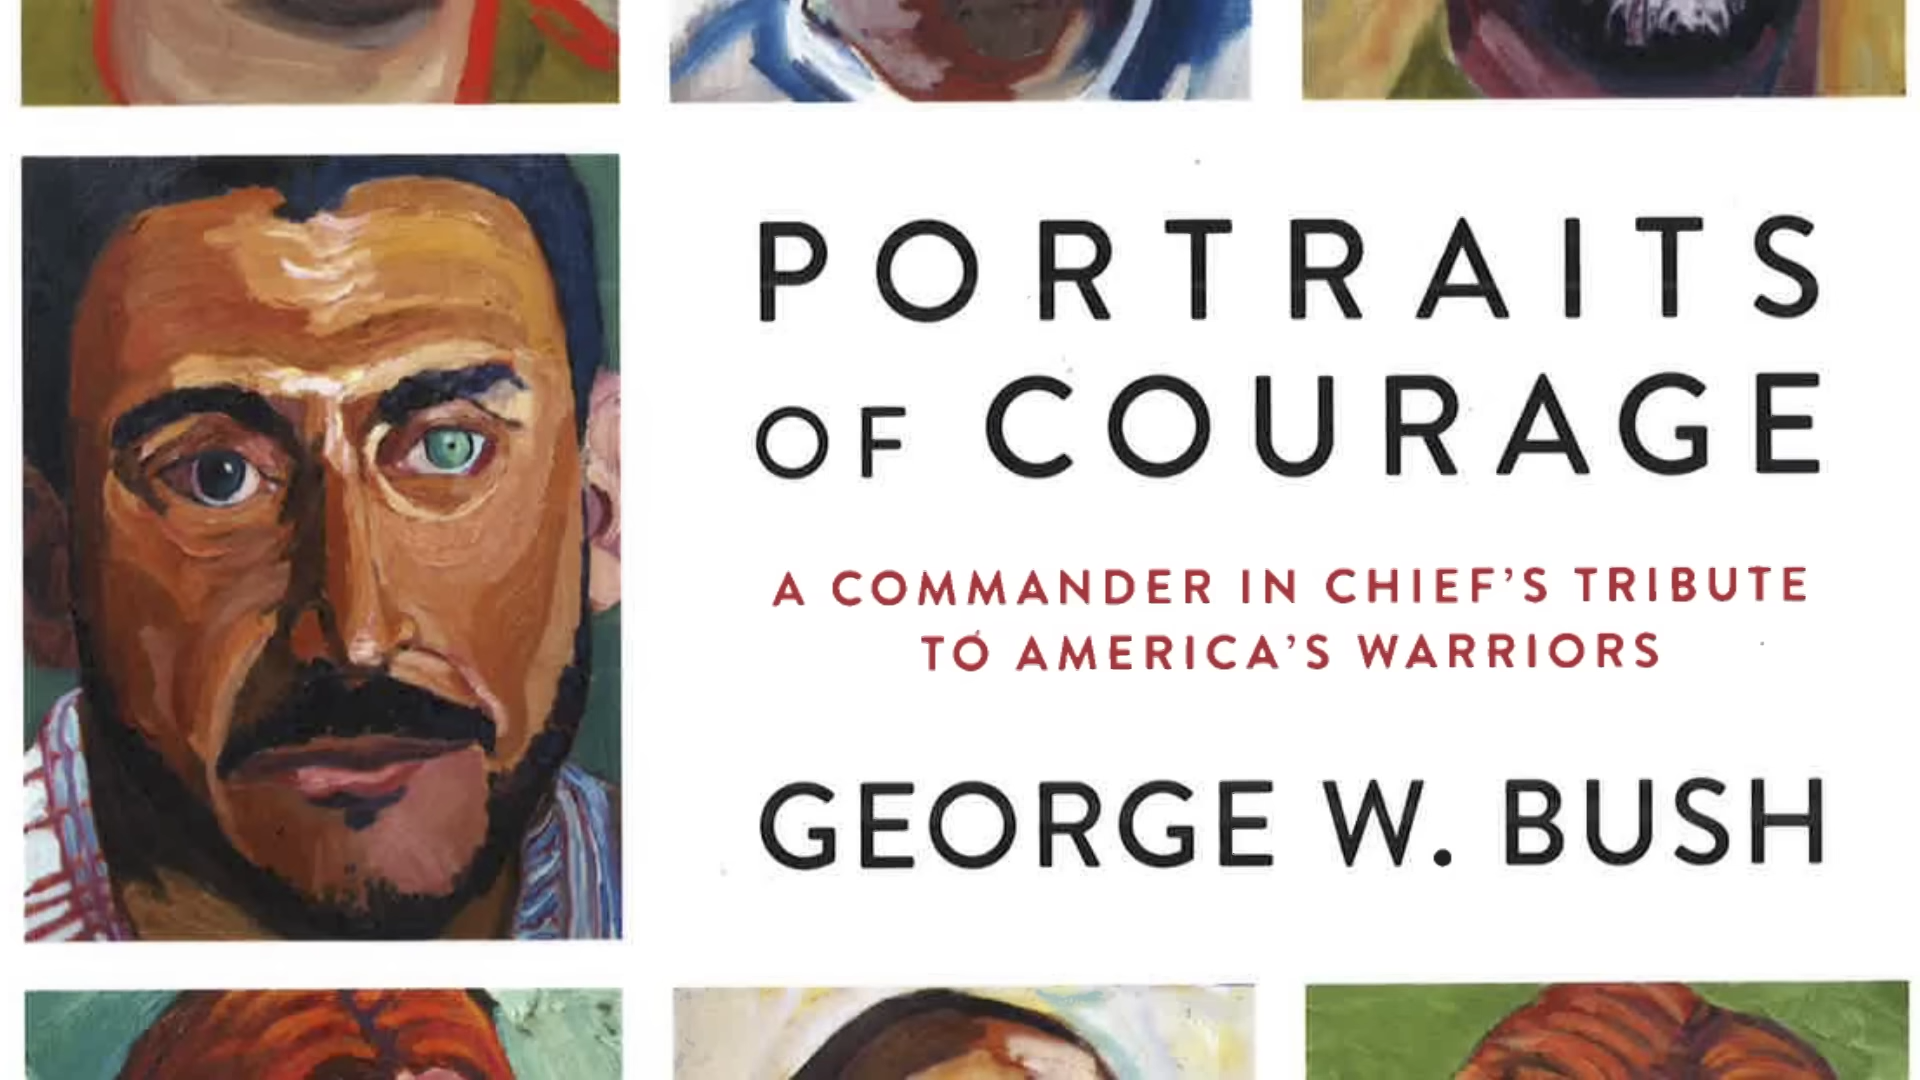 PORTRAITS
OF COURAGE
A COMMANDER IN CHIEF'S TRIBUTE
TO AMERICA'S WARRIORS
GEORGE W. BUSH